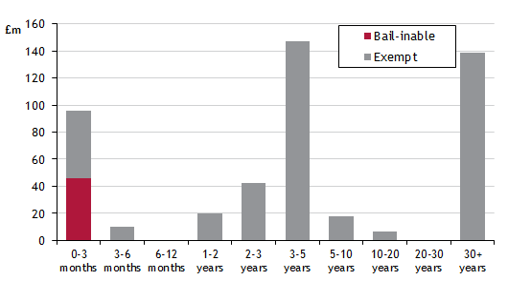 £m
160
140
120
100
80
60
40
20
0
Bail-inable
Exempt
0-3 months
3-6 months
6-12 months
1-2 years
2-3 years
3-5 years
5-10 years
10-20 years
20-30 years
30+ years